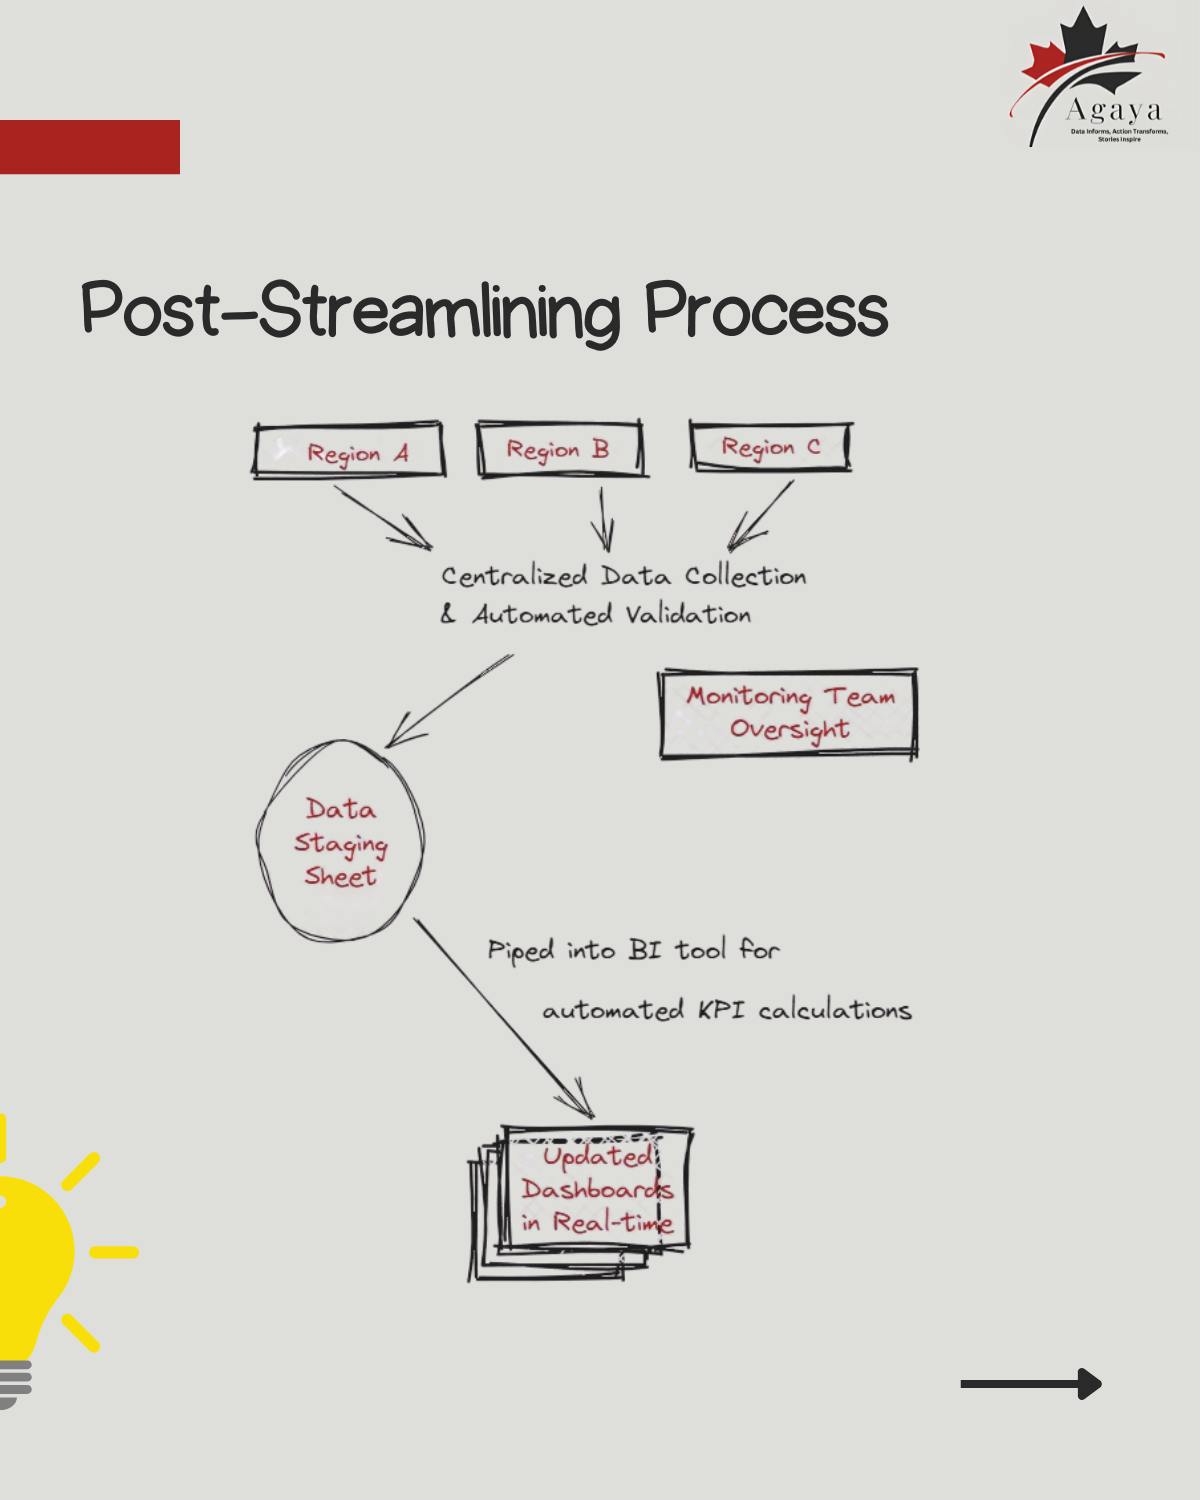 Agaya
Data Informs, Action Transforms,
Stories Inspire
Post-Streamlining Process
Region A
Region B
Region C
Centralized Data Collection
& Automated Validation
Monitoring Team
Oversight
Data
Staging
Sheet
Piped into BI tool for
automated KPI calculations
Updated
Dashboards
in Real-time